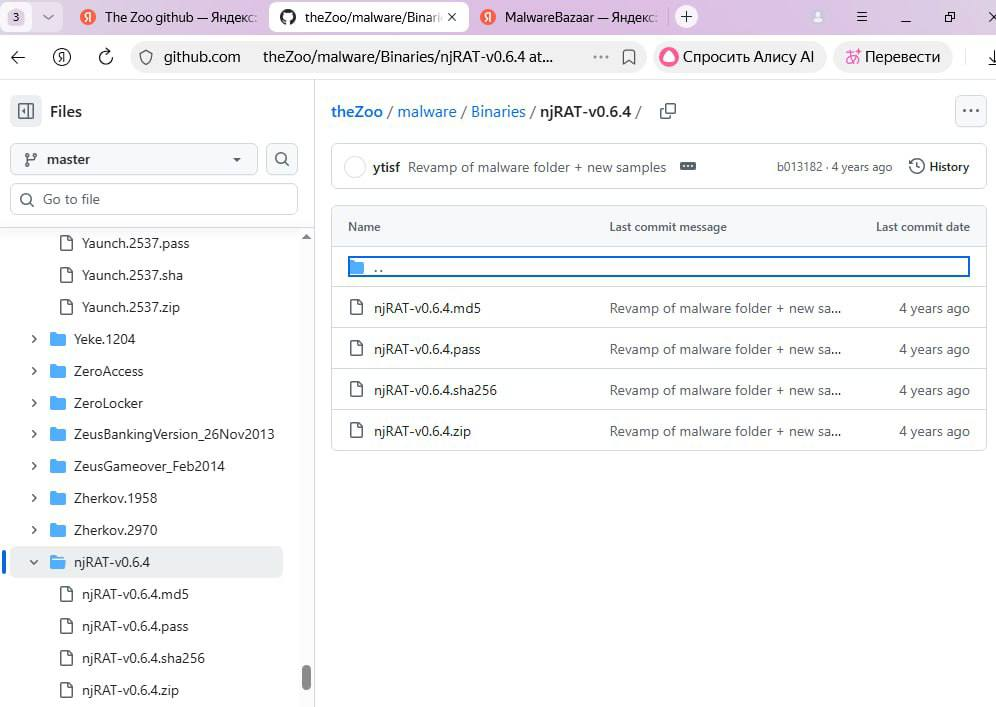 3
The Zoo github — Яндекс:
theZoo/malware/Binari
MalwareBazaar — Яндекс:
github.com theZoo/malware/Binaries/njRAT-v0.6.4 at...
Спросить Алису AI
Перевести
Files
master
Go to file
Yaunch.2537.pass
Yaunch.2537.sha
Yaunch.2537.zip
Yeke.1204
ZeroAccess
ZeroLocker
ZeusBankingVersion_26Nov2013
ZeusGameover_Feb2014
Zherkov.1958
Zherkov.2970
njRAT-v0.6.4
njRAT-v0.6.4.md5
njRAT-v0.6.4.pass
njRAT-v0.6.4.sha256
njRAT-v0.6.4.zip
theZoo / malware / Binaries / njRAT-v0.6.4 /
ytisf Revamp of malware folder + new samples b013182 · 4 years ago History
Name Last commit message Last commit date
..
njRAT-v0.6.4.md5 Revamp of malware folder + new sa... 4 years ago
njRAT-v0.6.4.pass Revamp of malware folder + new sa... 4 years ago
njRAT-v0.6.4.sha256 Revamp of malware folder + new sa... 4 years ago
njRAT-v0.6.4.zip Revamp of malware folder + new sa... 4 years ago